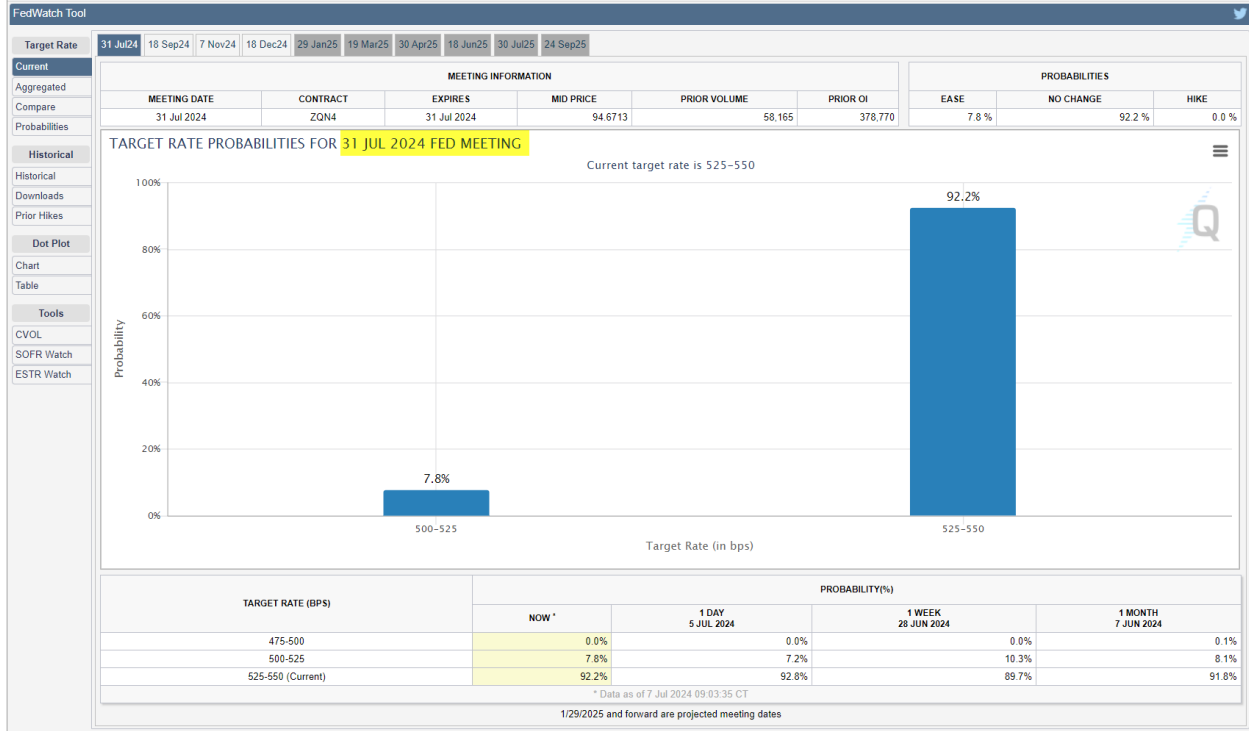 FedWatch Tool
Target Rate
Current
Aggregated
Compare
Probabilities
Historical
Historical
Downloads
Prior Hikes
Dot Plot
Chart
Table
Tools
CVOL
SOFR Watch
ESTR Watch
31 Jul24 18 Sep24 7 Nov24 18 Dec24 29 Jan25 19 Mar25 30 Apr25 18 Jun25 30 Jul25 24 Sep25
MEETING INFORMATION
MEETING DATE CONTRACT EXPIRES MID PRICE PRIOR VOLUME PRIOR OI
31 Jul 2024 ZQN4 31 Jul 2024 94.6713 58,165 378,770
PROBABILITIES
EASE NO CHANGE HIKE
7.8 % 92.2 % 0.0 %
TARGET RATE PROBABILITIES FOR 31 JUL 2024 FED MEETING
Current target rate is 525-550
Probability
100%
80%
60%
40%
20%
0%
7.8%
92.2%
Q
500-525 525-550
Target Rate (in bps)
TARGET RATE (BPS) PROBABILITY(%)
NOW * 1 DAY 1 WEEK 1 MONTH
5 JUL 2024 28 JUN 2024 7 JUN 2024
475-500 0.0% 0.0% 0.0% 0.1%
500-525 7.8% 7.2% 10.3% 8.1%
525-550 (Current) 92.2% 92.8% 89.7% 91.8%
* Data as of 7 Jul 2024 09:03:35 CT
1/29/2025 and forward are projected meeting dates